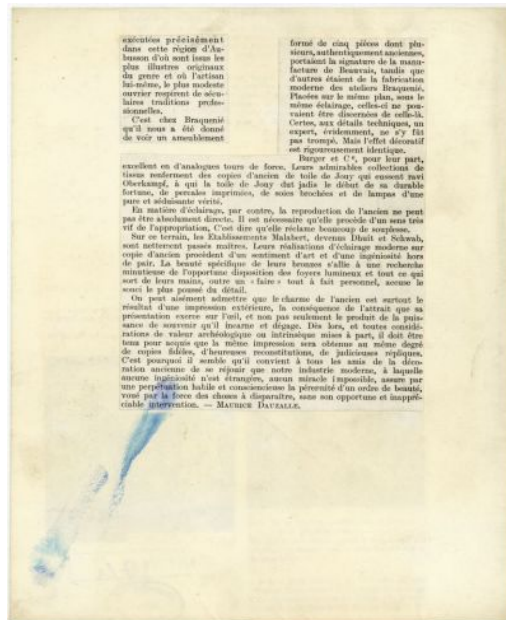 exécutées précisément
dans cette région d'Au-
busson d'où sont issus les
plus illustres originaux
du genre et où l'artisan
lui-même, le plus modeste
ouvrier respirent de sécu-
laires traditions profes-
sionnelles.
C'est chez Braquenié
qu'il nous a été donné
de voir un ameublement
formé de cinq pièces dont plu-
sieurs, authentiquement anciennes,
portaient la signature de la manu-
facture de Beauvais, tandis que
d'autres étaient de la fabrication
moderne des ateliers Braquenié.
Placées sur le même plan, sous le
même éclairage, celles-ci ne pou-
vaient être discernées de celle-là.
Certes, aux détails techniques, un
expert, évidemment, ne s'y fût
pas trompé. Mais l'effet décoratif
est rigoureusement identique.
Burger et Cie, pour leur part,
excellent en d'analogues tours de force. Leurs admirables collections de
tissus renferment des copies d'ancien de toile de Jouy qui eussent ravi
Oberkampf, à qui la toile de Jouy dut jadis le début de sa durable
fortune, de percales imprimées, de soies brochées et de lampas d'une
pure et séduisante vérité.
En matière d'éclairage, par contre, la reproduction de l'ancien ne peut
pas être absolument directe. Il est nécessaire qu'elle procède d'un sens très
vif de l'appropriation. C'est dire qu'elle réclame beaucoup de souplesse.
Sur ce terrain, les Etablissements Malabert, devenus Dhuit et Schwab,
sont nettement passés maîtres. Leurs réalisations d'éclairage moderne sur
copie d'ancien procèdent d'un sentiment d'art et d'une ingéniosité hors
de pair. La beauté spécifique de leurs bronzes s'allie à une recherche
minutieuse de l'opportune disposition des foyers lumineux et tout ce qui
sort de leurs mains, outre un « faire » tout à fait personnel, accuse le
souci le plus poussé du détail.
On peut aisément admettre que le charme de l'ancien est surtout le
résultat d'une impression extérieure, la conséquence de l'attrait que sa
présentation exerce sur l'œil, et non pas seulement le produit de la puis-
sance de souvenir qu'il incarne et dégage. Dès lors, et toutes considé-
rations de valeur archéologique ou intrinsèque mises à part, il doit être
tenu pour acquis que la même impression sera obtenue au même degré
de copies fidèles, d'heureuses reconstitutions, de judicieuses répliques.
C'est pourquoi il semble qu'il convient à tous les amis de la déco-
ration ancienne de se réjouir que notre industrie moderne, à laquelle
aucune ingéniosité n'est étrangère, aucun miracle impossible, assure par
une perpétuation habile et consciencieuse la pérennité d'un ordre de beauté,
voué par la force des choses à disparaître, sans son opportune et inappré-
ciable intervention. — MAURICE DAUZALLE.